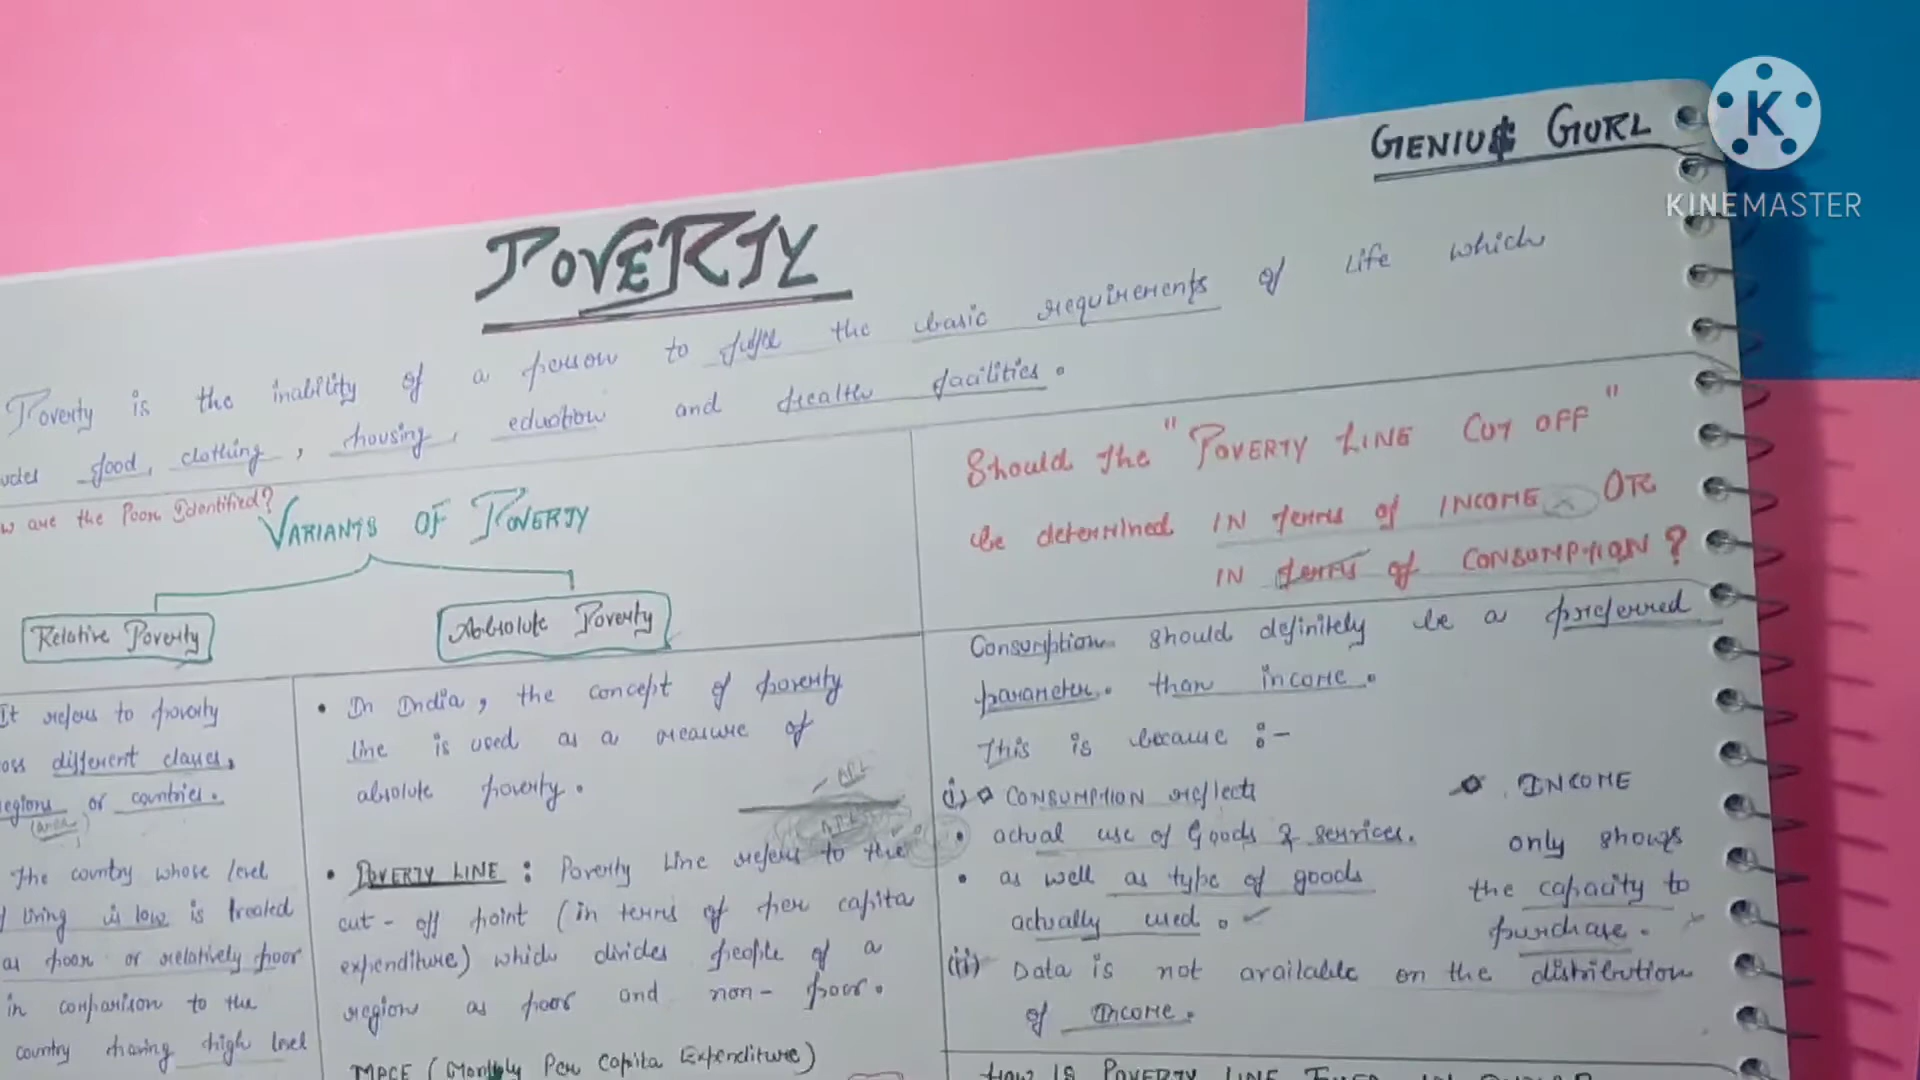 GENIUS GURL
K
KINEMASTER
POVERTY
Poverty is the inability of a person to fulfil the basic requirements of life which
udes food, clothing, housing, eduation and health facilities.
w are the Poor Identified?
VARIANTS OF POVERTY
Relative Poverty
Absolute Poverty
It refers to poverty
oss different classes,
egions or countries.
(area)
The country whose level
f living is low is treated
as poor or relatively poor
in comparison to the
country having high level
• In India, the concept of poverty
line is used as a measure of
absolute poverty.
APL
• POVERTY LINE : Poverty Line refers to the
cut-off point (in terms of per capita
expenditure) which divides people of a
region as poor and non-poor.
MPCE (Monthly Per Capita Expenditure)
Should the "POVERTY LINE CUT OFF"
be determined IN terms of INCOME OR
IN terms of CONSUMPTION?
Consumption should definitely be a preferred
parameter. than income.
This is because :-
(i) CONSUMPTION reflects
• actual use of Goods & services.
• as well as type of goods
actually used.
INCOME
only shows
the capacity to
purchase.
(ii) Data is not available on the distribution
of Income.
HOW IS POVERTY LINE